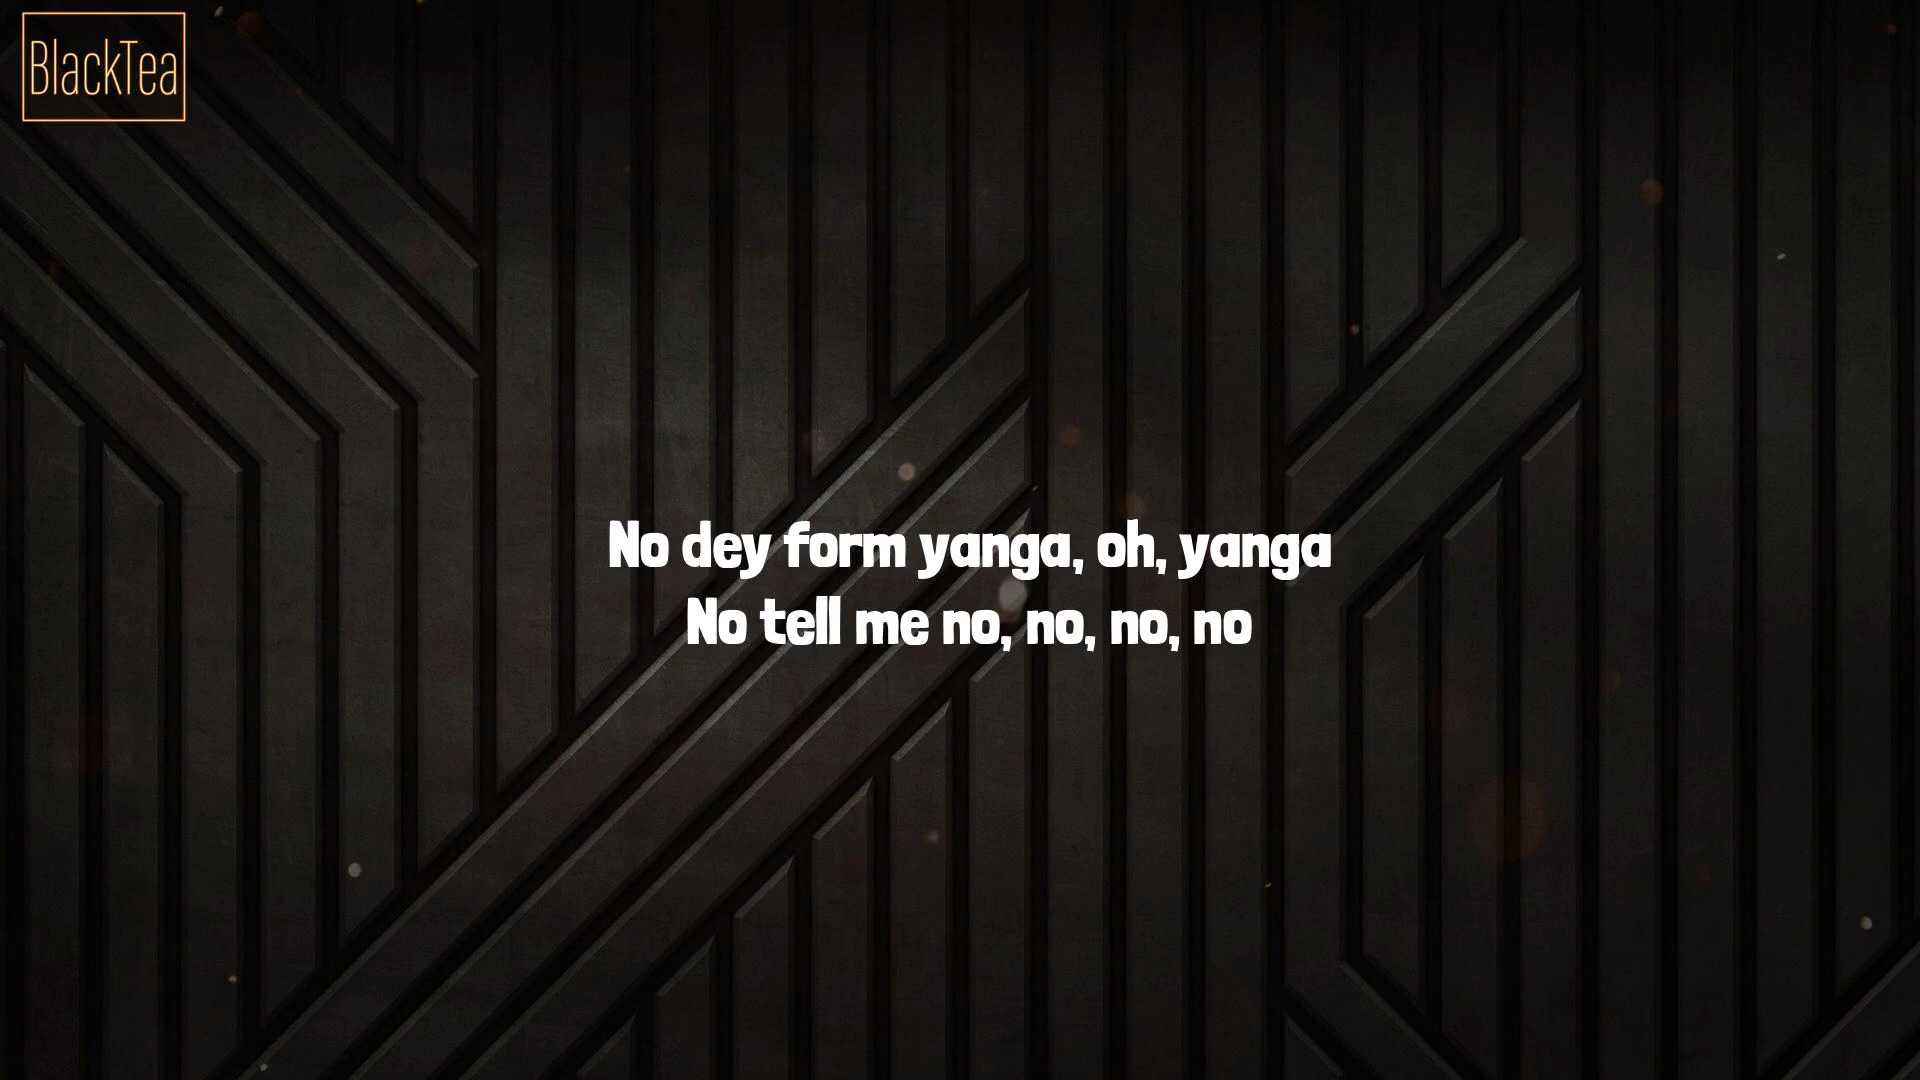 BlackTea
No dey form yanga, oh, yanga
No tell me no, no, no, no